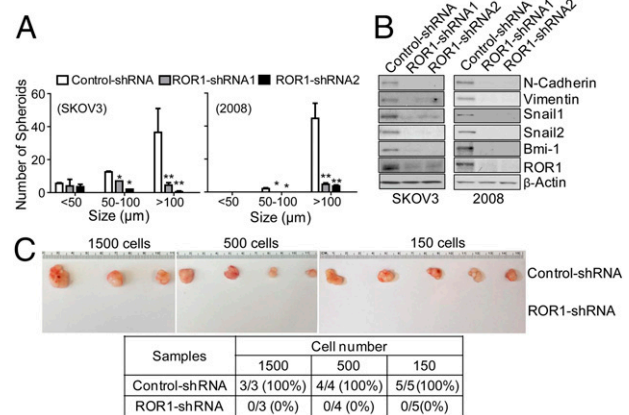 A
Control-shRNA ROR1-shRNA1 ROR1-shRNA2
Number of Spheroids
60
40
20
0
(SKOV3)
(2008)
* * ** **
* * ** **
<50 50-100 >100 <50 50-100 >100
Size (μm) Size (μm)
B
Control-shRNA ROR1-shRNA1 ROR1-shRNA2 Control-shRNA ROR1-shRNA1 ROR1-shRNA2
N-Cadherin
Vimentin
Snail1
Snail2
Bmi-1
ROR1
β-Actin
SKOV3 2008
C
1500 cells 500 cells 150 cells
Control-shRNA
ROR1-shRNA
Samples Cell number
1500 500 150
Control-shRNA 3/3 (100%) 4/4 (100%) 5/5(100%)
ROR1-shRNA 0/3 (0%) 0/4 (0%) 0/5(0%)